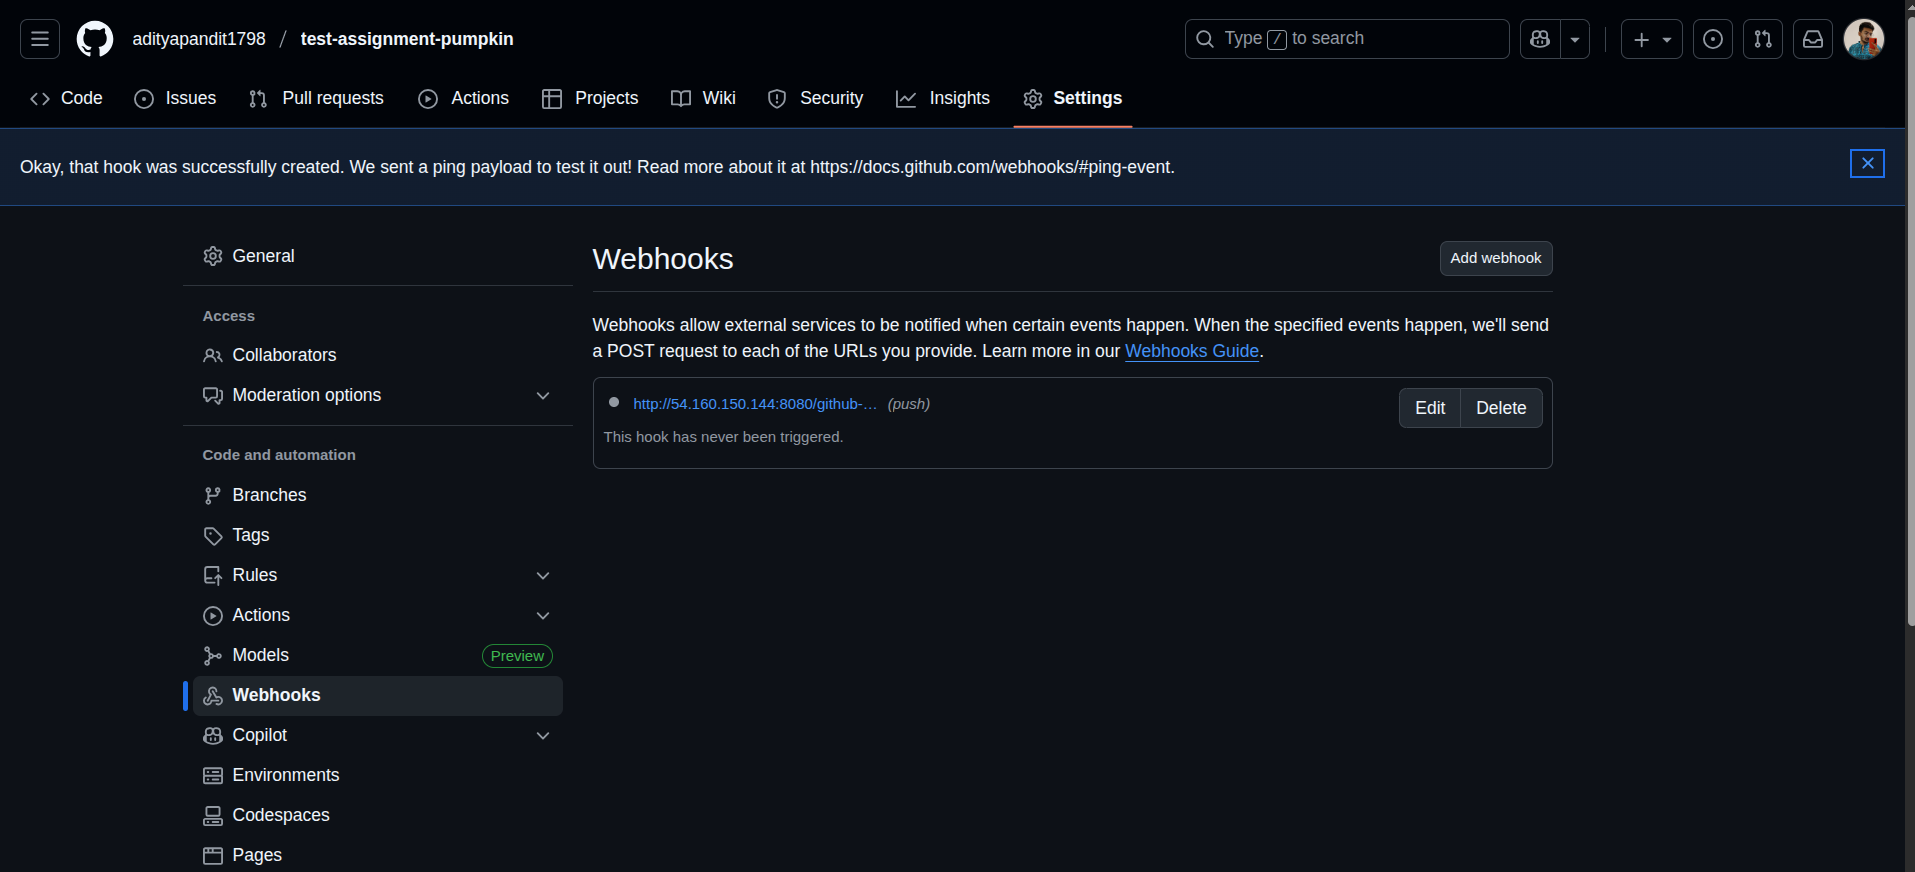 adityapandit1798 / test-assignment-pumpkin
Type / to search
Code Issues Pull requests Actions Projects Wiki Security Insights Settings
Okay, that hook was successfully created. We sent a ping payload to test it out! Read more about it at https://docs.github.com/webhooks/#ping-event.
General
Access
Collaborators
Moderation options
Code and automation
Branches
Tags
Rules
Actions
Models Preview
Webhooks
Copilot
Environments
Codespaces
Pages
Webhooks
Add webhook
Webhooks allow external services to be notified when certain events happen. When the specified events happen, we'll send
a POST request to each of the URLs you provide. Learn more in our Webhooks Guide.
http://54.160.150.144:8080/github-… (push)
Edit Delete
This hook has never been triggered.